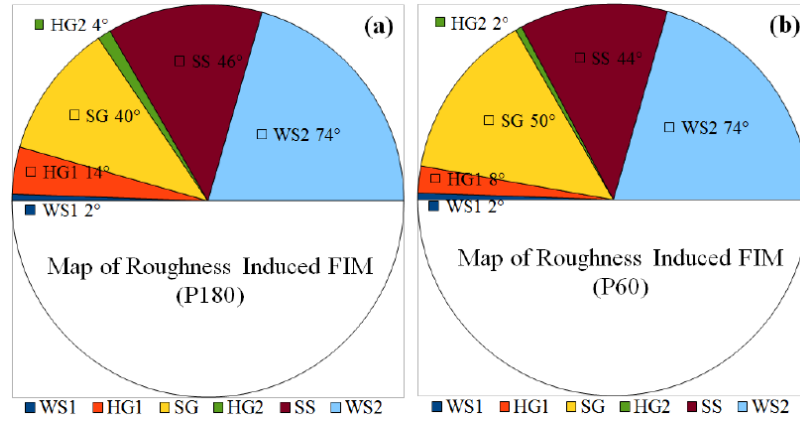 HG2 4°
(a)
SS 46°
SG 40°
WS2 74°
HG1 14°
WS1 2°
Map of Roughness Induced FIM
(P180)
WS1 HG1 SG HG2 SS WS2
HG2 2°
(b)
SS 44°
WS2 74°
SG 50°
HG1 8°
WS1 2°
Map of Roughness Induced FIM
(P60)
WS1 HG1 SG HG2 SS WS2